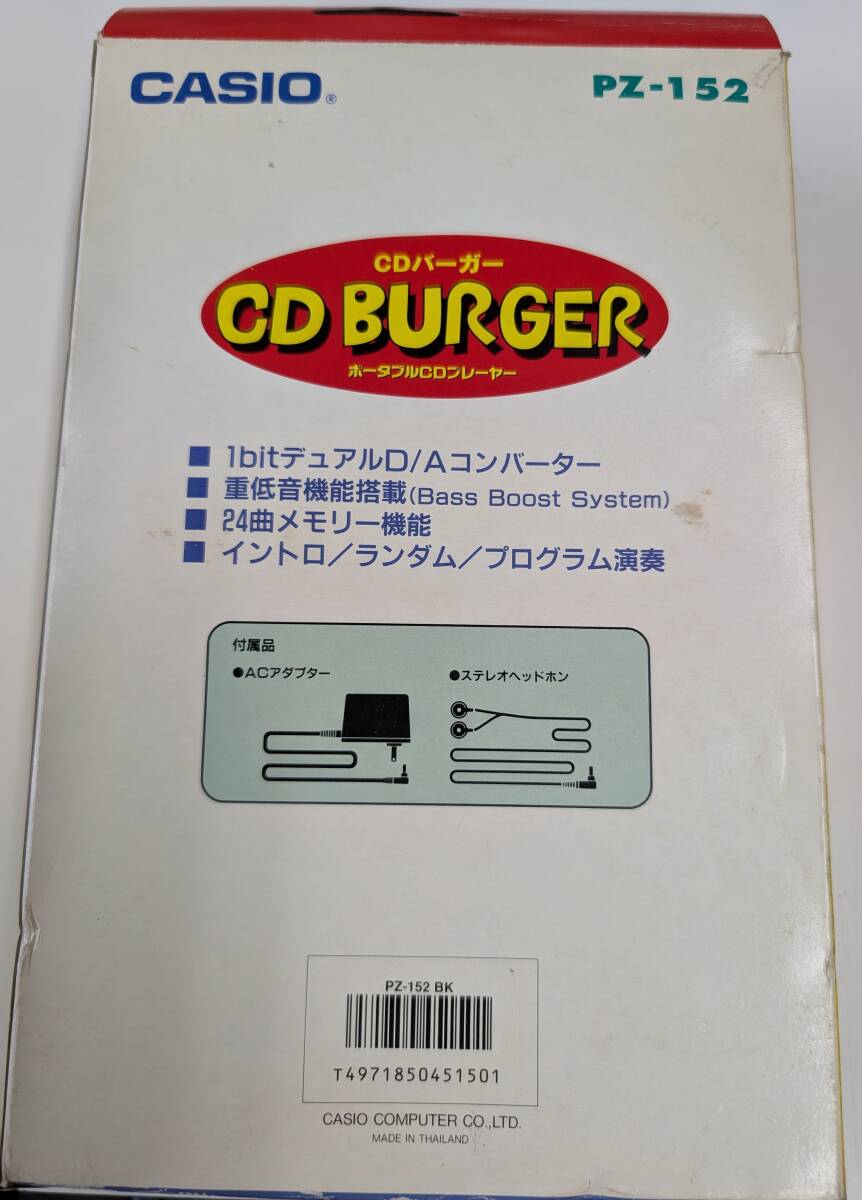 CASIO®
PZ-152
CDバーガー
CD BURGER
ポータブルCDプレーヤー
■ 1bitデュアルD/Aコンバーター
■ 重低音機能搭載(Bass Boost System)
■ 24曲メモリー機能
■ イントロ/ランダム/プログラム演奏
付属品
●ACアダプター
●ステレオヘッドホン
PZ-152 BK
T4971850451501
CASIO COMPUTER CO.,LTD.
MADE IN THAILAND